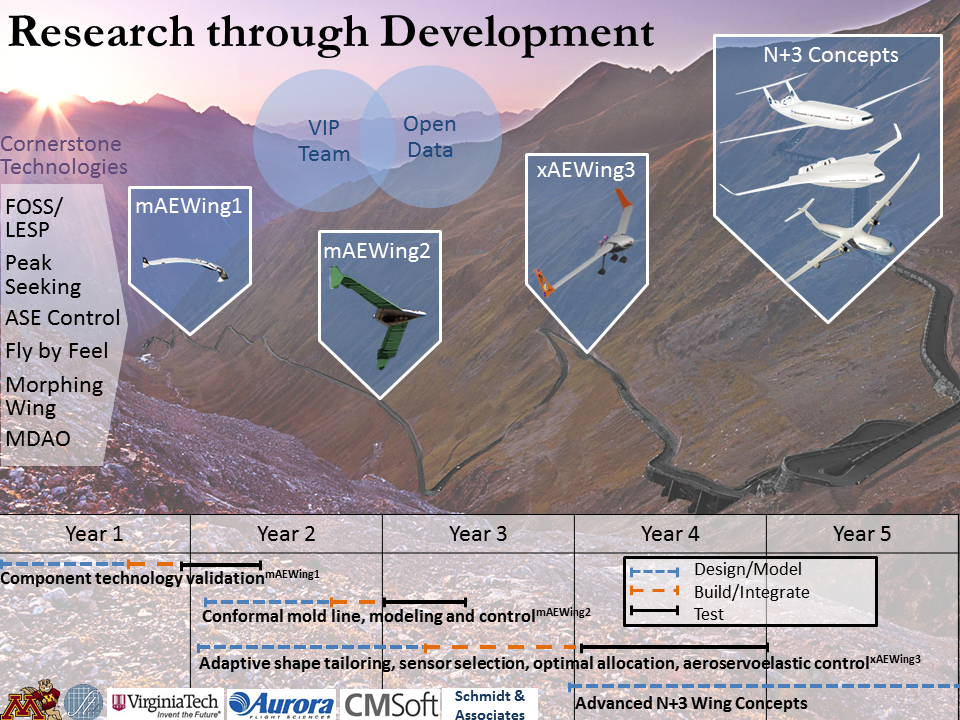 Research through Development
N+3 Concepts
VIP
Team
Open
Data
Cornerstone
Technologies
xAEWing3
mAEWing1
mAEWing2
FOSS/
LESP
Peak
Seeking
ASE Control
Fly by Feel
Morphing
Wing
MDAO
Year 1
Year 2
Year 3
Year 4
Year 5
Component technology validation mAEWing1
Design/Model
Build/Integrate
Test
Conformal mold line, modeling and control mAEWing2
Adaptive shape tailoring, sensor selection, optimal allocation, aeroservoelastic control xAEWing3
Advanced N+3 Wing Concepts
VirginiaTech
Invent the Future®
Aurora
FLIGHT SCIENCES
CMSoft
Schmidt &
Associates